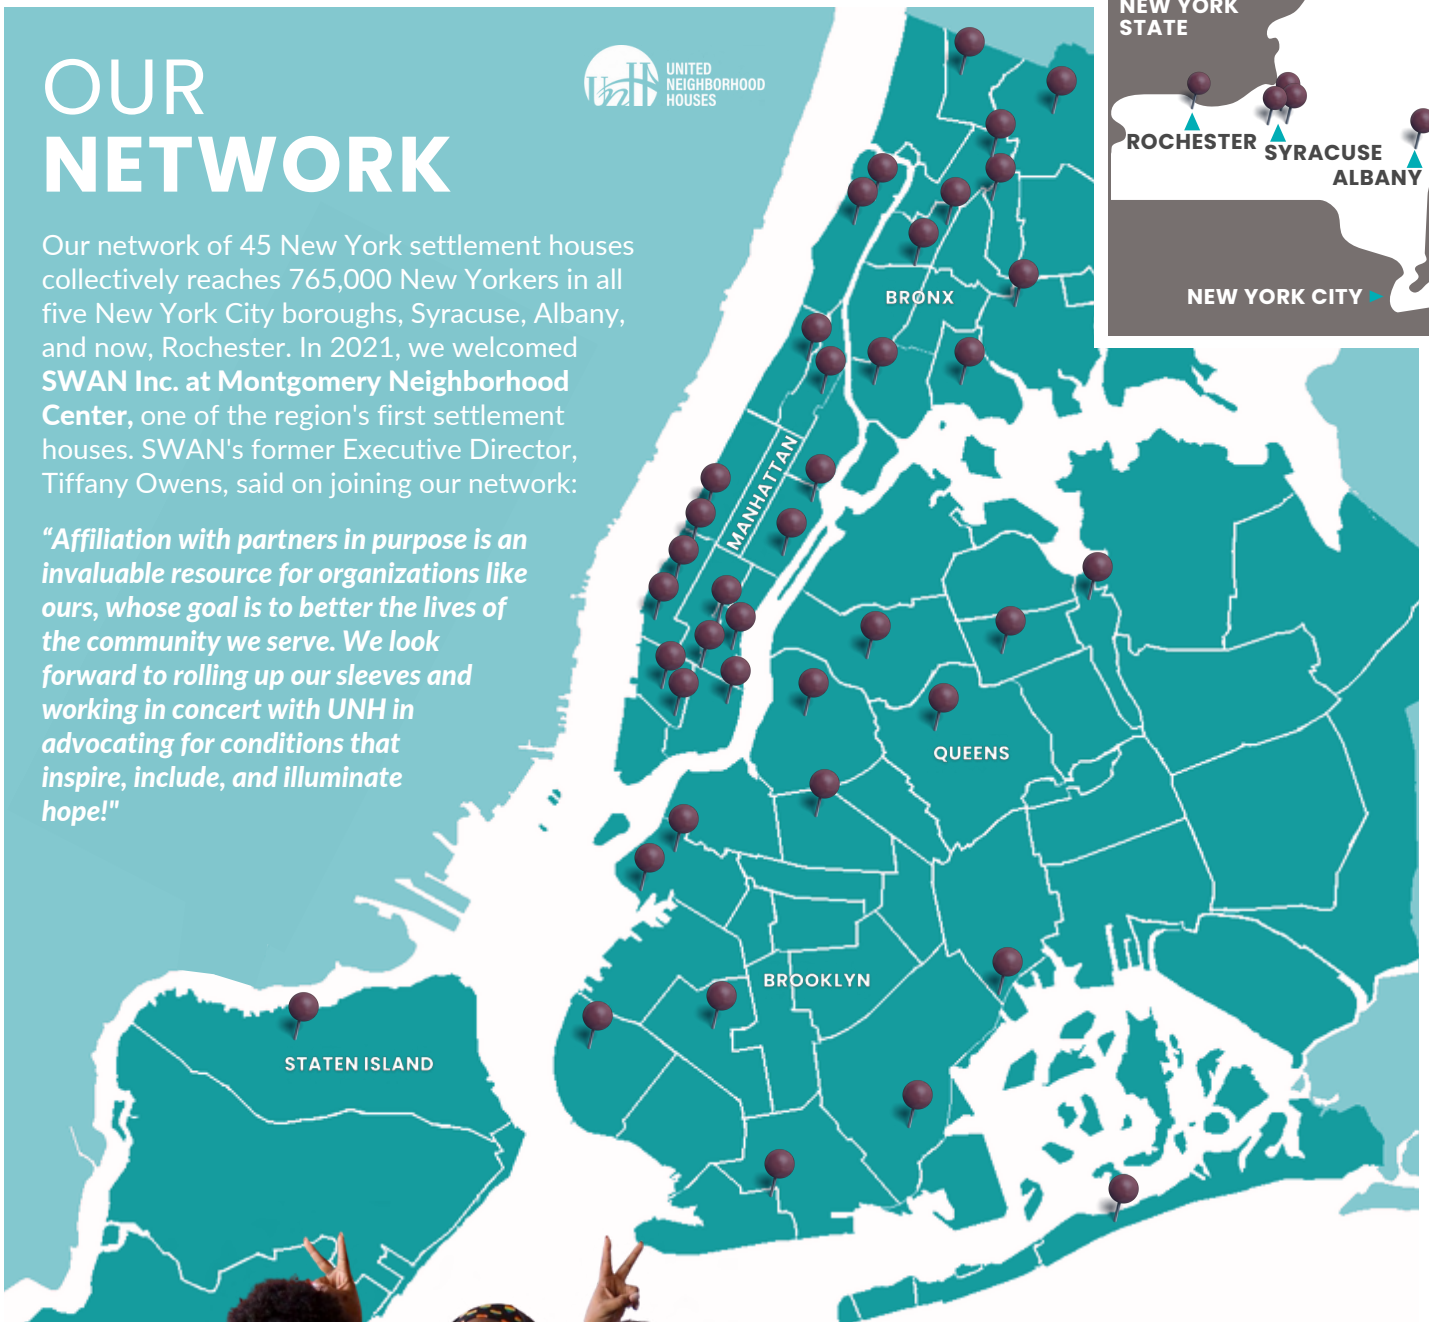 OUR
NETWORK
UNH
UNITED
NEIGHBORHOOD
HOUSES
Our network of 45 New York settlement houses
collectively reaches 765,000 New Yorkers in all
five New York City boroughs, Syracuse, Albany,
and now, Rochester. In 2021, we welcomed
SWAN Inc. at Montgomery Neighborhood
Center, one of the region's first settlement
houses. SWAN's former Executive Director,
Tiffany Owens, said on joining our network:
“Affiliation with partners in purpose is an
invaluable resource for organizations like
ours, whose goal is to better the lives of
the community we serve. We look
forward to rolling up our sleeves and
working in concert with UNH in
advocating for conditions that
inspire, include, and illuminate
hope!"
NEW YORK
STATE
ROCHESTER
SYRACUSE
ALBANY
NEW YORK CITY
BRONX
MANHATTAN
QUEENS
BROOKLYN
STATEN ISLAND